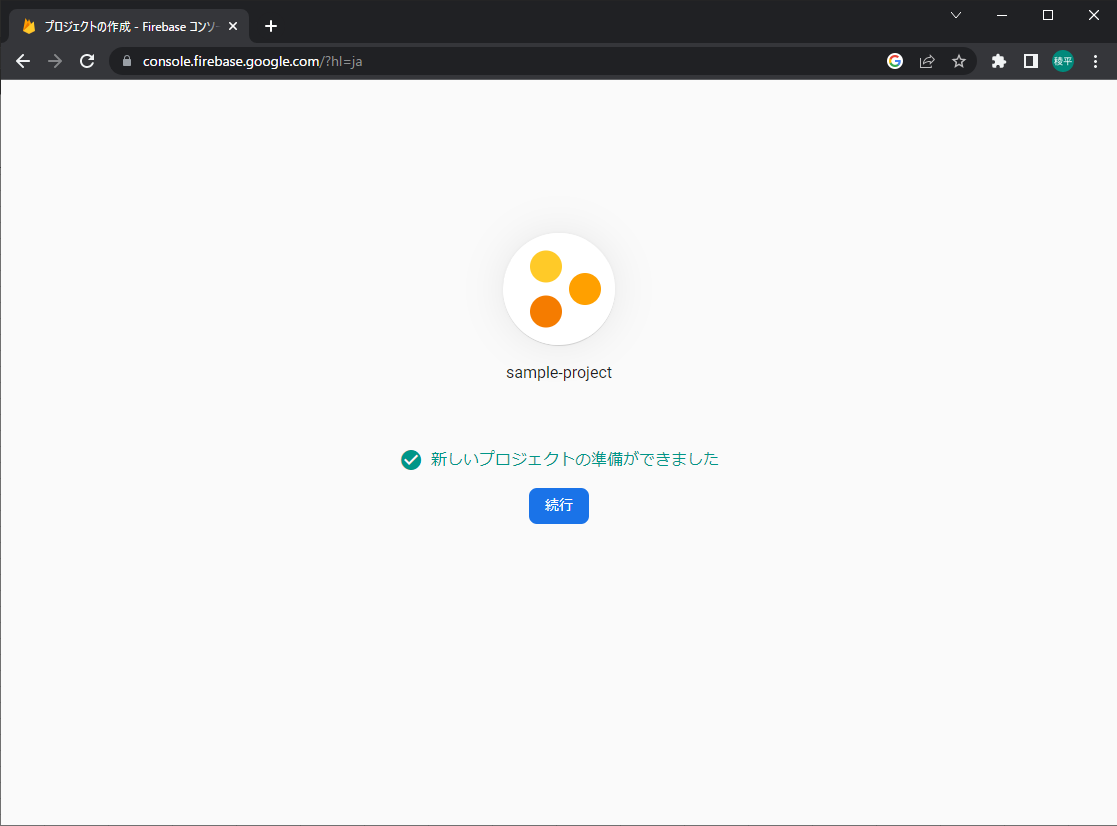 プロジェクトの作成 - Firebase コンソ
console.firebase.google.com/?hl=ja
稜平
sample-project
新しいプロジェクトの準備ができました
続行